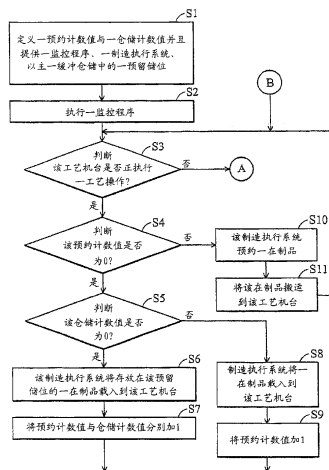 S1
定义一预约计数值与一仓储计数值并且
提供一监控程序、一制造执行系统、
以主一缓冲仓储中的一预留储位
S2
执行一监控程序
B
S3
判断
该工艺机台是否正执行
一工艺操作?
否
A
是
S4
判断
该预约计数值是否
为0?
否
S10
该制造执行系统
预约一在制品
S11
将该在制品搬运
到该工艺机台
是
S5
判断
该仓储计数值是否
为0?
否
是
S6
该制造执行系统将存放在该预留
储位的一在制品载入到该工艺机台
S7
将预约计数值与仓储计数值分别加1
S8
制造执行系统将一
在制品载入到
该工艺机台
S9
将预约计数值加1